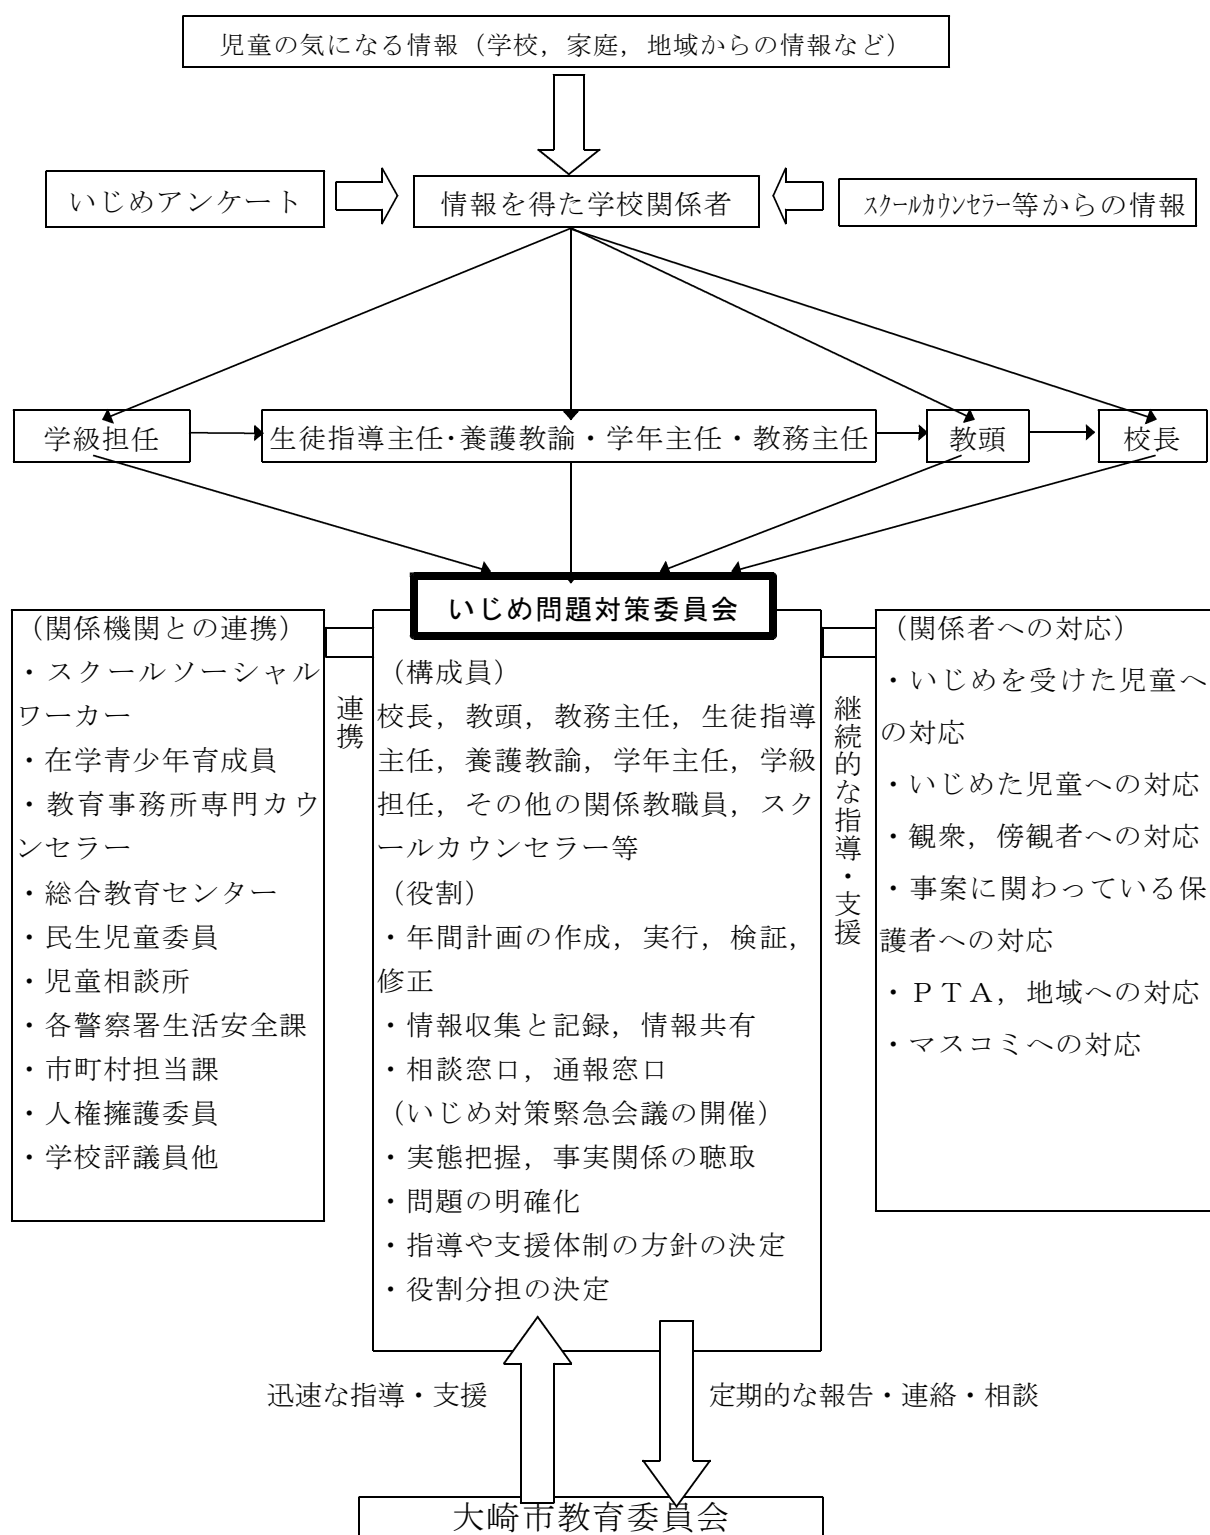 児童の気になる情報（学校，家庭，地域からの情報など）
いじめアンケート
情報を得た学校関係者
スクールカウンセラー等からの情報
学級担任
生徒指導主任・養護教諭・学年主任・教務主任
教頭
校長
いじめ問題対策委員会
（関係機関との連携）
・スクールソーシャル
ワーカー
・在学青少年育成員
・教育事務所専門カウ
ンセラー
・総合教育センター
・民生児童委員
・児童相談所
・各警察署生活安全課
・市町村担当課
・人権擁護委員
・学校評議員他
連携
（構成員）
校長，教頭，教務主任，生徒指導
主任，養護教諭，学年主任，学級
担任，その他の関係教職員，スク
ールカウンセラー等
（役割）
・年間計画の作成，実行，検証，
修正
・情報収集と記録，情報共有
・相談窓口，通報窓口
（いじめ対策緊急会議の開催）
・実態把握，事実関係の聴取
・問題の明確化
・指導や支援体制の方針の決定
・役割分担の決定
継続的な指導・支援
（関係者への対応）
・いじめを受けた児童へ
の対応
・いじめた児童への対応
・観衆，傍観者への対応
・事案に関わっている保
護者への対応
・ＰＴＡ，地域への対応
・マスコミへの対応
迅速な指導・支援
定期的な報告・連絡・相談
大崎市教育委員会